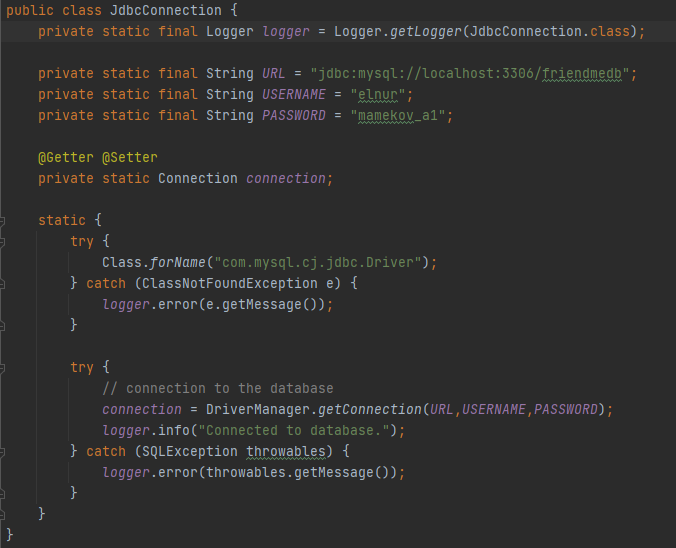 public class JdbcConnection {
    private static final Logger logger = Logger.getLogger(JdbcConnection.class);
    private static final String URL = "jdbc:mysql://localhost:3306/friendmedb";
    private static final String USERNAME = "elnur";
    private static final String PASSWORD = "mamekov_a1";
    @Getter @Setter
    private static Connection connection;
    static {
        try {
            Class.forName("com.mysql.cj.jdbc.Driver");
        } catch (ClassNotFoundException e) {
            logger.error(e.getMessage());
        }
        try {
            // connection to the database
            connection = DriverManager.getConnection(URL,USERNAME,PASSWORD);
            logger.info("Connected to database.");
        } catch (SQLException throwables) {
            logger.error(throwables.getMessage());
        }
    }
}